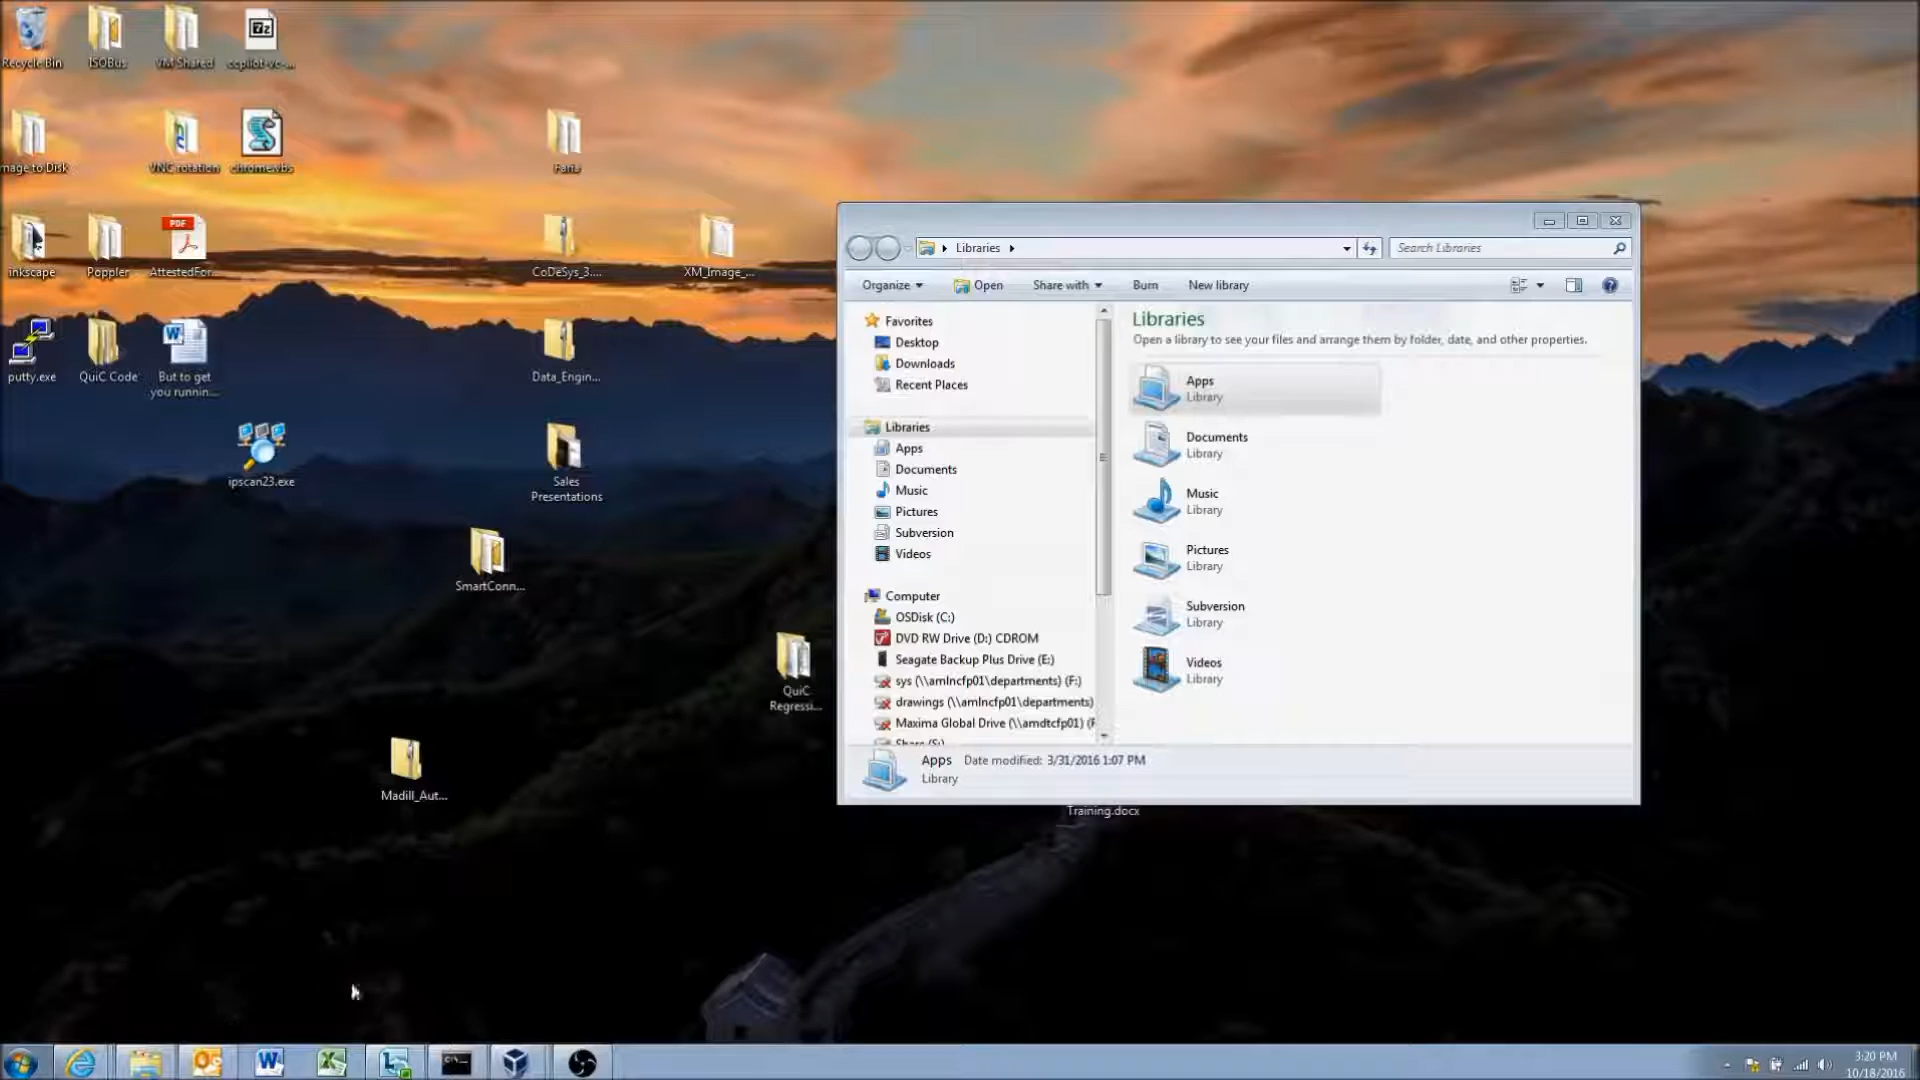 Recycle Bin
ISOBus
VM Shared
ccpilot-vc-...
mage to Disk
VNC rotation
chromewbs
Faria
inkscape
Poppler
PDF
AttestedFor...
CoDeSys_3....
XM_Image_...
putty.exe
QuiC Code
But to get
you runnin...
Data_Engin...
ipscan23.exe
Sales
Presentations
SmartConn...
QuiC
Regressi...
Madill_Aut...
Training.docx
Libraries
Search Libraries
Organize
Open
Share with
Burn
New library
Favorites
Desktop
Downloads
Recent Places
Libraries
Apps
Documents
Music
Pictures
Subversion
Videos
Computer
OSDisk (C:)
DVD RW Drive (D:) CDROM
Seagate Backup Plus Drive (E:)
sys (\\amlncfp01\departments) (F:)
drawings (\\amlncfp01\departments)
Maxima Global Drive (\\amdtcfp01) (F
Share (S:)
Libraries
Open a library to see your files and arrange them by folder, date, and other properties.
Apps
Library
Documents
Library
Music
Library
Pictures
Library
Subversion
Library
Videos
Library
Apps Date modified: 3/31/2016 1:07 PM
Library
3:20 PM
10/18/2016